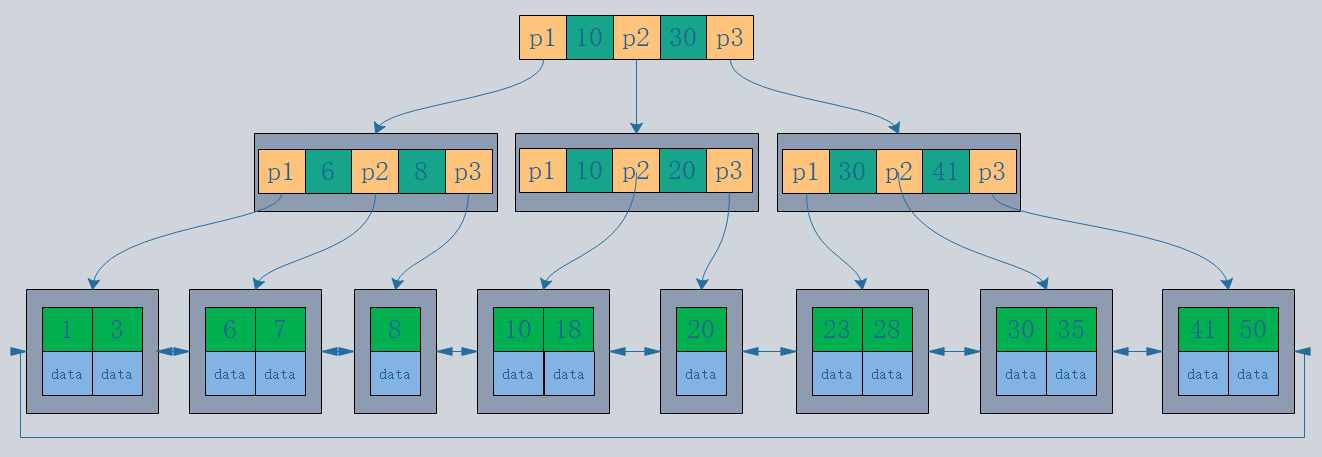 p1 10 p2 30 p3
p1 6 p2 8 p3
p1 10 p2 20 p3
p1 30 p2 41 p3
1 3
data data
6 7
data data
8
data
10 18
data data
20
data
23 28
data data
30 35
data data
41 50
data data